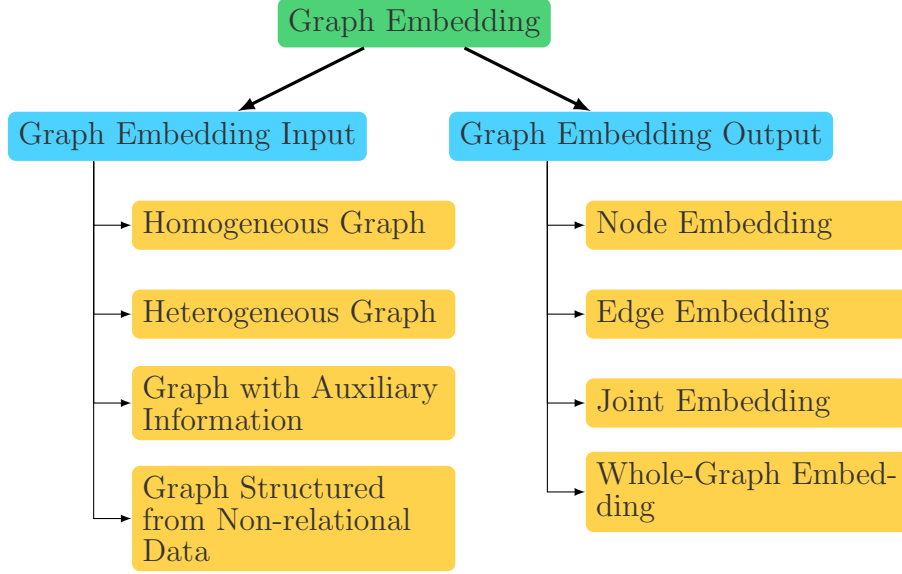 Graph Embedding
Graph Embedding Input
Graph Embedding Output
Homogeneous Graph
Heterogeneous Graph
Graph with Auxiliary
Information
Graph Structured
from Non-relational
Data
Node Embedding
Edge Embedding
Joint Embedding
Whole-Graph Embed-
ding